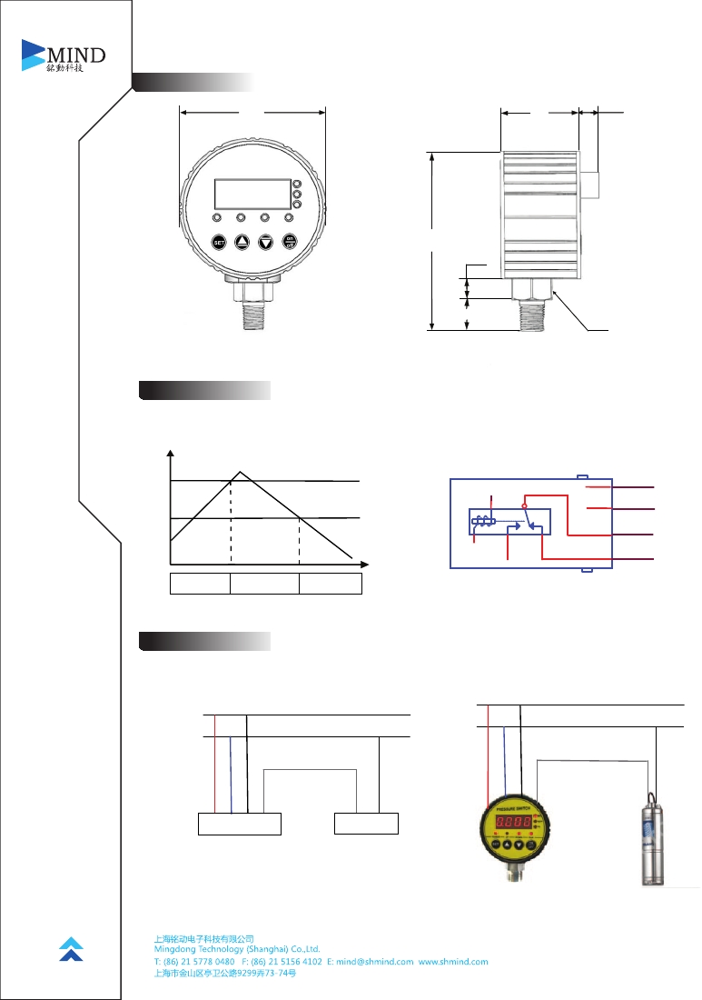 MIND
銘動科技
SET
on
off
PRESSURE SWITCH
0.000
上海铭动电子科技有限公司
Mingdong Technology (Shanghai) Co.,Ltd.
T: (86) 21 5778 0480 F: (86) 21 5156 4102 E: mind@shmind.com www.shmind.com
上海市金山区亭卫公路9299弄73-74号